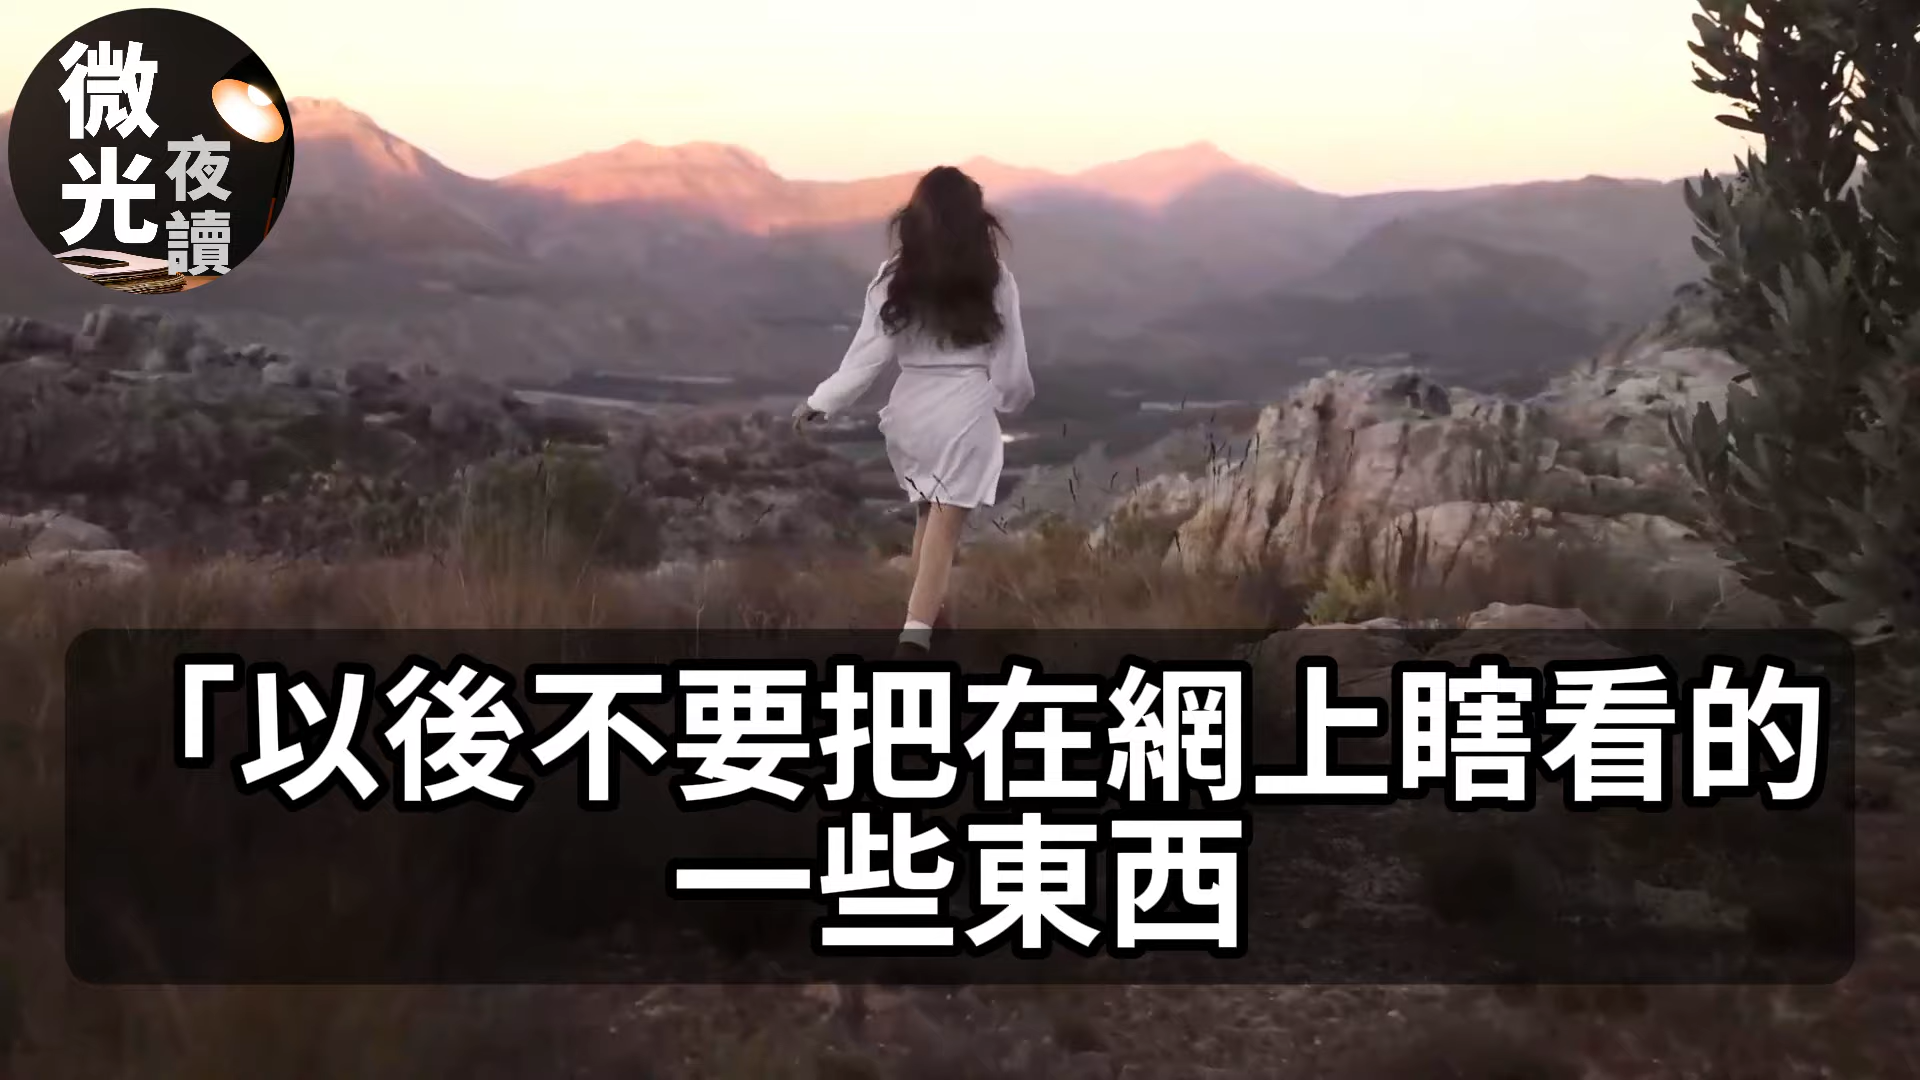 微光
夜讀
「以後不要把在網上瞎看的
一些東西